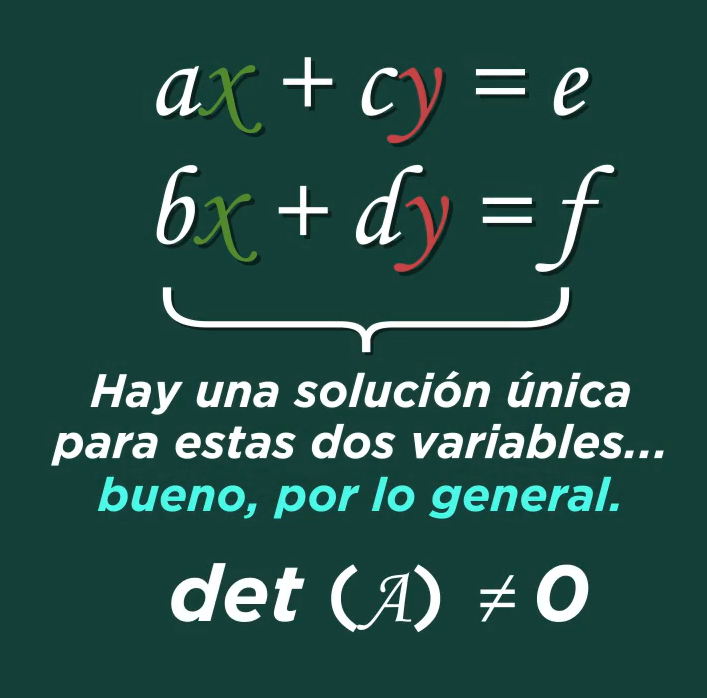 ax + cy = e
bx + dy = f
Hay una solución única
para estas dos variables...
bueno, por lo general.
det (A) ≠ 0